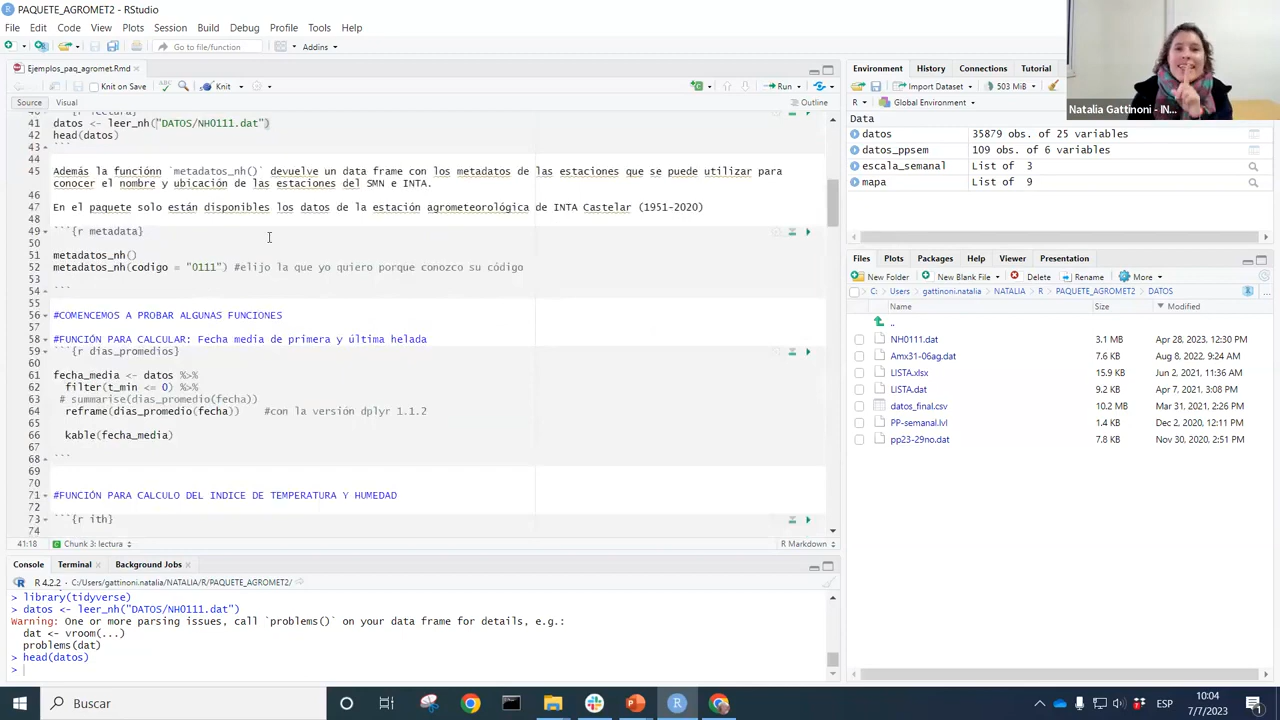 PAQUETE_AGROMET2 - RStudio
File Edit Code View Plots Session Build Debug Profile Tools Help
Go to file/function Addins
Ejemplos_paq_agromet.Rmd
Knit on Save Knit Run
Source Visual Outline
41 datos <- leer_nh("DATOS/NH0111.dat")
42 head(datos)
43 ```
44
45 Además la función `metadatos_nh()` devuelve un data frame con los metadatos de las estaciones que se puede utilizar para
conocer el nombre y ubicación de las estaciones del SMN e INTA.
46
47 En el paquete solo están disponibles los datos de la estación agrometeorológica de INTA Castelar (1951-2020)
48
49 ```{r metadata}
50
51 metadatos_nh()
52 metadatos_nh(codigo = "0111") #elijo la que yo quiero porque conozco su código
53
54 ```
55
56 #COMENCEMOS A PROBAR ALGUNAS FUNCIONES
57
58 #FUNCIÓN PARA CALCULAR: Fecha media de primera y última helada
59 ```{r dias_promedios}
60
61 fecha_media <- datos %>%
62 filter(t_min <= 0) %>%
63 # summarise(dias_promedio(fecha))
64 reframe(dias_promedio(fecha)) #con la versión dplyr 1.1.2
65
66 kable(fecha_media)
67
68 ```
69
70
71 #FUNCIÓN PARA CALCULO DEL INDICE DE TEMPERATURA Y HUMEDAD
72
73 ```{r ith}
74
41:18 Chunk 3: lectura R Markdown
Console Terminal Background Jobs
R 4.2.2 · C:/Users/gattinoni.natalia/NATALIA/R/PAQUETE_AGROMET2/
> library(tidyverse)
> datos <- leer_nh("DATOS/NH0111.dat")
Warning: One or more parsing issues, call `problems()` on your data frame for details, e.g.:
dat <- vroom(...)
problems(dat)
> head(datos)
>
Natalia Gattinoni - IN...
Environment History Connections Tutorial
Import Dataset 503 MiB
R Global Environment
Data
datos 35879 obs. of 25 variables
datos_ppsem 109 obs. of 6 variables
escala_semanal List of 3
mapa List of 9
Files Plots Packages Help Viewer Presentation
New Folder New Blank File Delete Rename More
C: Users gattinoni.natalia NATALIA R PAQUETE_AGROMET2 DATOS
Name Size Modified
..
NH0111.dat 3.1 MB Apr 28, 2023, 12:30 PM
Amx31-06ag.dat 7.6 KB Aug 8, 2022, 9:24 AM
LISTA.xlsx 15.9 KB Jun 2, 2021, 11:36 AM
LISTA.dat 9.2 KB Apr 7, 2021, 3:08 PM
datos_final.csv 10.2 MB Mar 31, 2021, 2:26 PM
PP-semanal.lvl 1.4 KB Dec 2, 2020, 12:11 PM
pp23-29no.dat 7.8 KB Nov 30, 2020, 2:51 PM
Buscar
ESP
10:04
7/7/2023
1